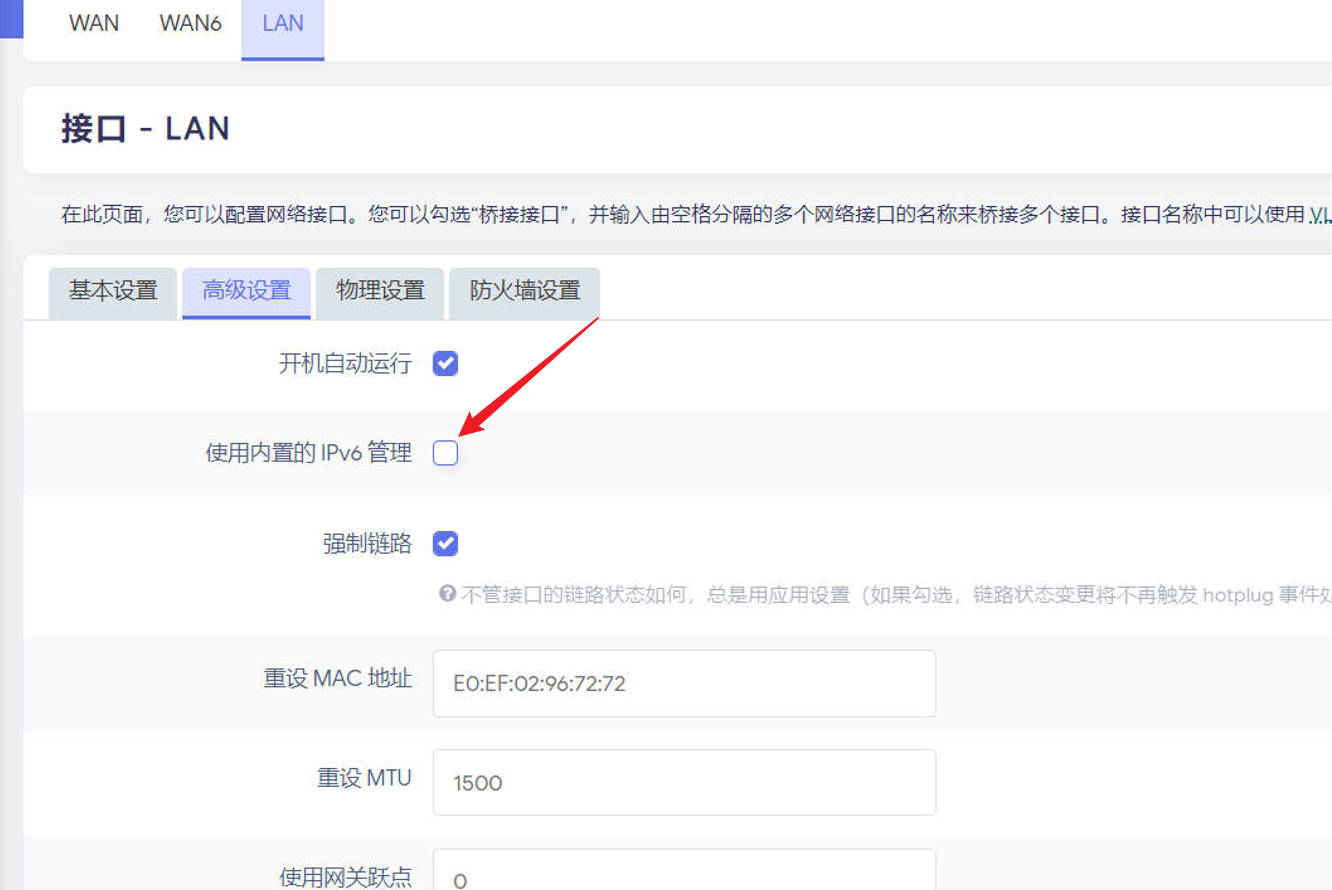 WAN WAN6 LAN
接口 - LAN
在此页面，您可以配置网络接口。您可以勾选“桥接接口”，并输入由空格分隔的多个网络接口的名称来桥接多个接口。接口名称中可以使用 VL
基本设置 高级设置 物理设置 防火墙设置
开机自动运行
使用内置的 IPv6 管理
强制链路
不管接口的链路状态如何，总是用应用设置（如果勾选，链路状态变更将不再触发 hotplug 事件处
重设 MAC 地址 E0:EF:02:96:72:72
重设 MTU 1500
使用网关跃点 0